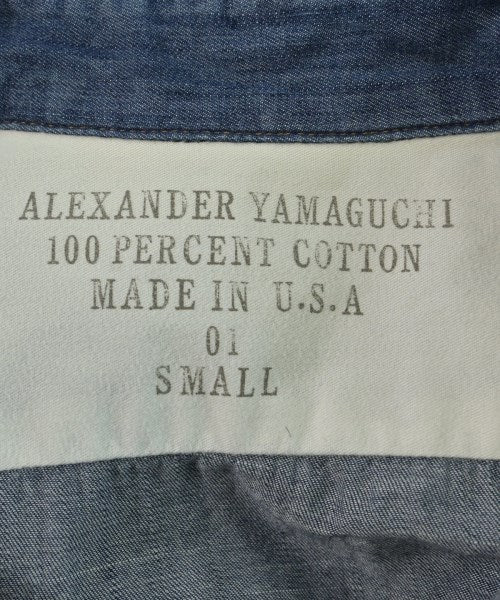 ALEXANDER YAMAGUCHI
100 PERCENT COTTON
MADE IN U.S.A
01
SMALL